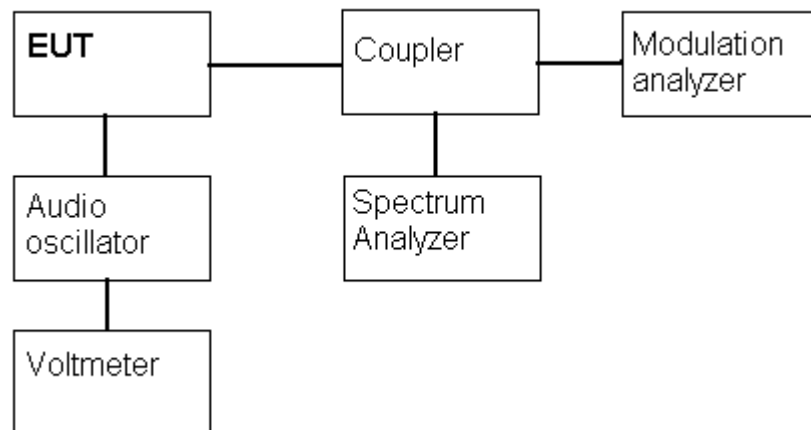 EUT
Coupler
Modulation
analyzer
Audio
oscillator
Spectrum
Analyzer
Voltmeter